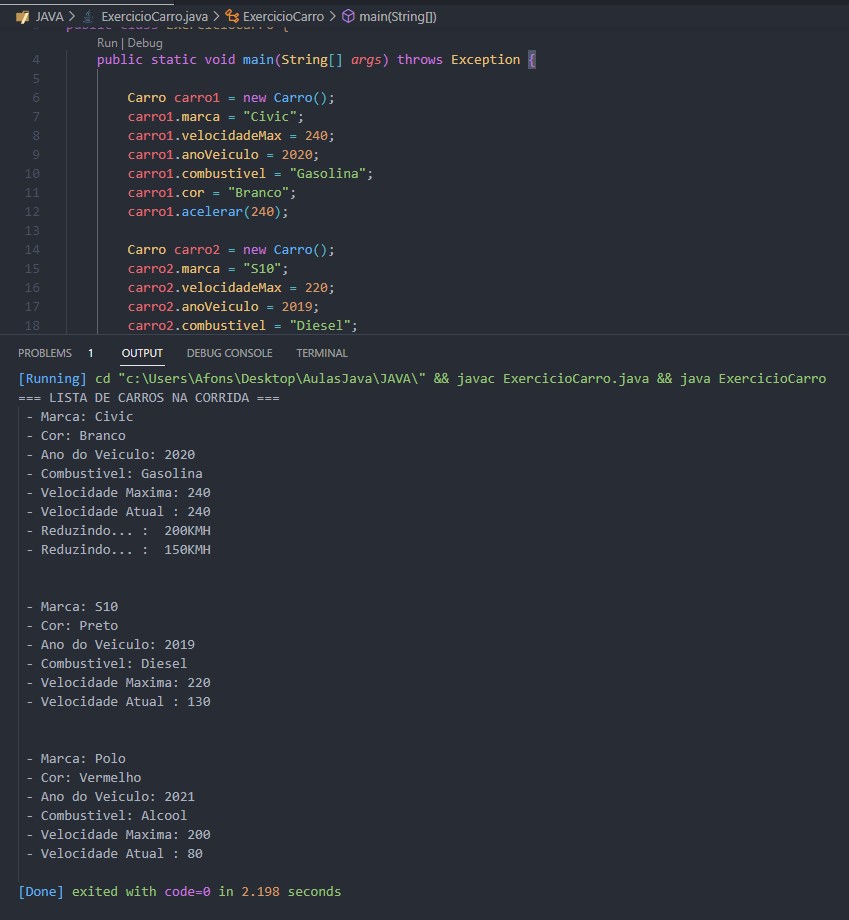 JAVA > ExercicioCarro.java > ExercicioCarro > main(String[])
3 public class ExercicioCarro {
Run | Debug
4 public static void main(String[] args) throws Exception {
5
6 Carro carro1 = new Carro();
7 carro1.marca = "Civic";
8 carro1.velocidadeMax = 240;
9 carro1.anoVeiculo = 2020;
10 carro1.combustivel = "Gasolina";
11 carro1.cor = "Branco";
12 carro1.acelerar(240);
13
14 Carro carro2 = new Carro();
15 carro2.marca = "S10";
16 carro2.velocidadeMax = 220;
17 carro2.anoVeiculo = 2019;
18 carro2.combustivel = "Diesel";
PROBLEMS 1 OUTPUT DEBUG CONSOLE TERMINAL
[Running] cd "c:\Users\Afons\Desktop\AulasJava\JAVA\" && javac ExercicioCarro.java && java ExercicioCarro
=== LISTA DE CARROS NA CORRIDA ===
- Marca: Civic
- Cor: Branco
- Ano do Veiculo: 2020
- Combustivel: Gasolina
- Velocidade Maxima: 240
- Velocidade Atual : 240
- Reduzindo... :  200KMH
- Reduzindo... :  150KMH
- Marca: S10
- Cor: Preto
- Ano do Veiculo: 2019
- Combustivel: Diesel
- Velocidade Maxima: 220
- Velocidade Atual : 130
- Marca: Polo
- Cor: Vermelho
- Ano do Veiculo: 2021
- Combustivel: Alcool
- Velocidade Maxima: 200
- Velocidade Atual : 80
[Done] exited with code=0 in 2.198 seconds